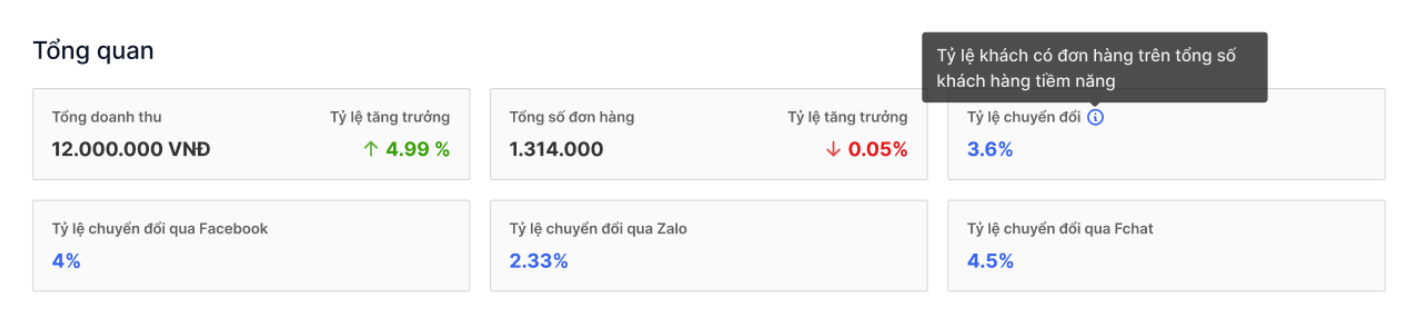 Tổng quan
Tỷ lệ khách có đơn hàng trên tổng số
khách hàng tiềm năng
Tổng doanh thu
Tỷ lệ tăng trưởng
12.000.000 VNĐ
↑ 4.99 %
Tổng số đơn hàng
Tỷ lệ tăng trưởng
1.314.000
↓ 0.05%
Tỷ lệ chuyển đổi
3.6%
Tỷ lệ chuyển đổi qua Facebook
4%
Tỷ lệ chuyển đổi qua Zalo
2.33%
Tỷ lệ chuyển đổi qua Fchat
4.5%